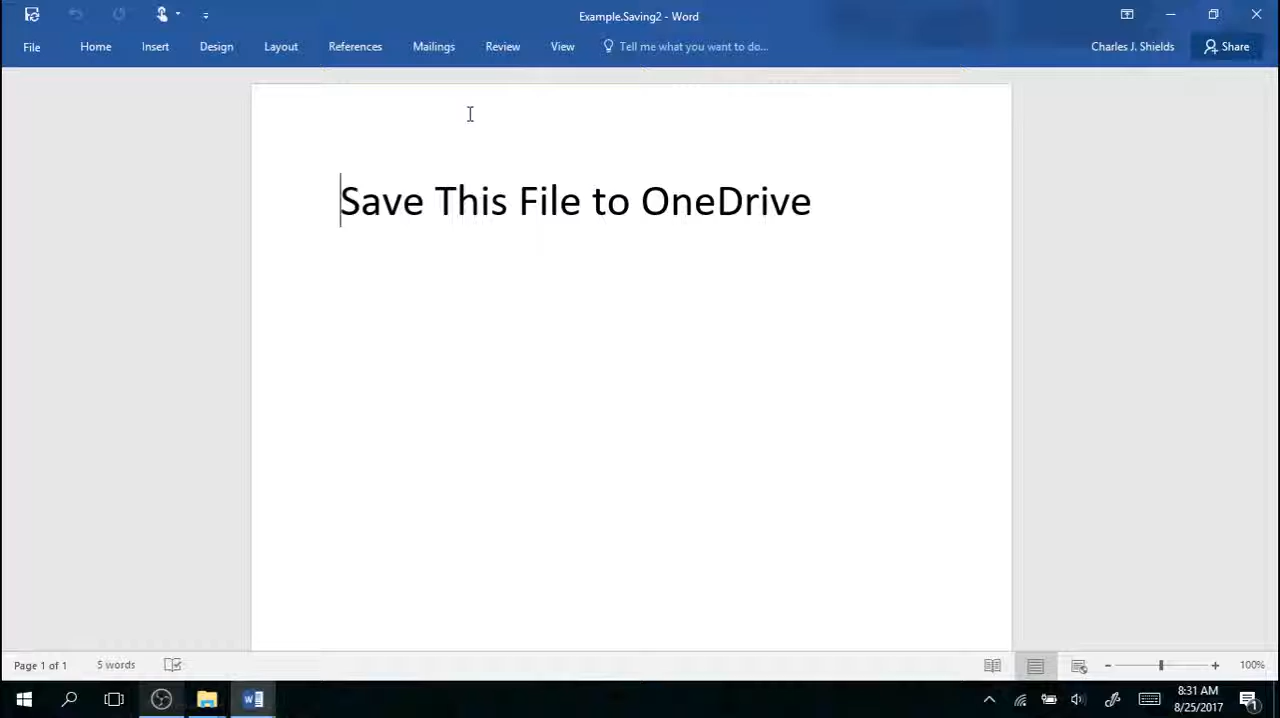 Example.Saving2 - Word
File Home Insert Design Layout References Mailings Review View Tell me what you want to do... Charles J. Shields Share
Save This File to OneDrive
Page 1 of 1 5 words 100%
8:31 AM
8/25/2017
1